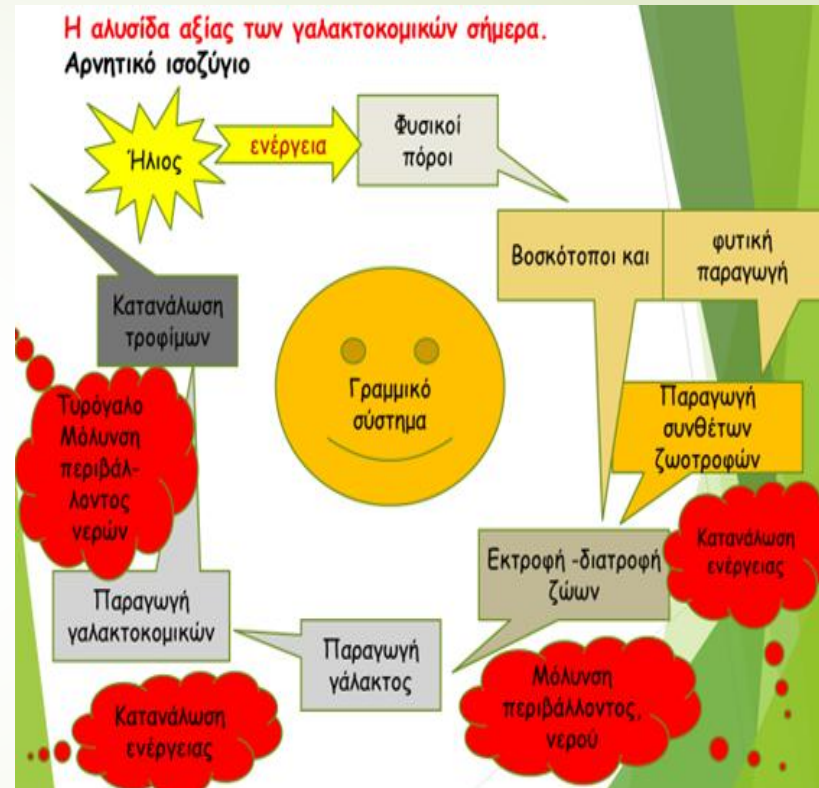 Η αλυσίδα αξίας των γαλακτοκομικών σήμερα.
Αρνητικό ισοζύγιο
Ήλιος
ενέργεια
Φυσικοί
πόροι
Βοσκότοποι και
φυτική
παραγωγή
Κατανάλωση
τροφίμων
Γραμμικό
σύστημα
Παραγωγή
συνθέτων
ζωοτροφών
Τυρόγαλο
Μόλυνση
περιβάλ-
λοντος
νερών
Κατανάλωση
ενέργειας
Εκτροφή -διατροφή
ζώων
Παραγωγή
γαλακτοκομικών
Παραγωγή
γάλακτος
Μόλυνση
περιβάλλοντος,
νερού
Κατανάλωση
ενέργειας